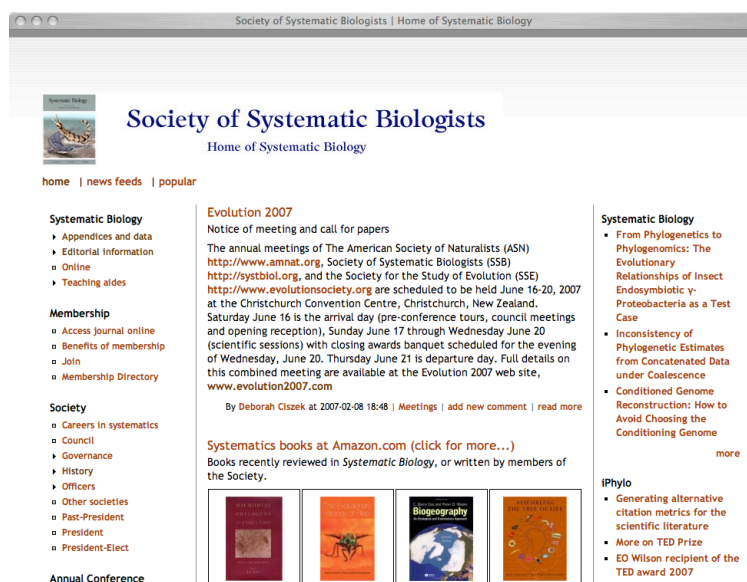 Society of Systematic Biologists | Home of Systematic Biology
Systematic Biology
Society of Systematic Biologists
Home of Systematic Biology
home | news feeds | popular
Systematic Biology
Appendices and data
Editorial information
Online
Teaching aides
Membership
Access journal online
Benefits of membership
Join
Membership Directory
Society
Careers in systematics
Council
Governance
History
Officers
Other societies
Past-President
President
President-Elect
Annual Conference
Evolution 2007
Notice of meeting and call for papers
The annual meetings of The American Society of Naturalists (ASN)
http://www.amnat.org, Society of Systematic Biologists (SSB)
http://systbiol.org, and the Society for the Study of Evolution (SSE)
http://www.evolutionsociety.org are scheduled to be held June 16-20, 2007
at the Christchurch Convention Centre, Christchurch, New Zealand.
Saturday June 16 is the arrival day (pre-conference tours, council meetings
and opening reception), Sunday June 17 through Wednesday June 20
(scientific sessions) with closing awards banquet scheduled for the evening
of Wednesday, June 20. Thursday June 21 is departure day. Full details on
this combined meeting are available at the Evolution 2007 web site,
www.evolution2007.com
By Deborah Ciszek at 2007-02-08 18:48 | Meetings | add new comment | read more
Systematics books at Amazon.com (click for more...)
Books recently reviewed in Systematic Biology, or written by members of
the Society.
Biogeography
ASSEMBLING
THE TREE OF LIFE
Systematic Biology
From Phylogenetics to
Phylogenomics: The
Evolutionary
Relationships of Insect
Endosymbiotic γ-
Proteobacteria as a Test
Case
Inconsistency of
Phylogenetic Estimates
from Concatenated Data
under Coalescence
Conditioned Genome
Reconstruction: How to
Avoid Choosing the
Conditioning Genome
more
iPhylo
Generating alternative
citation metrics for the
scientific literature
More on TED Prize
EO Wilson recipient of the
TED award 2007